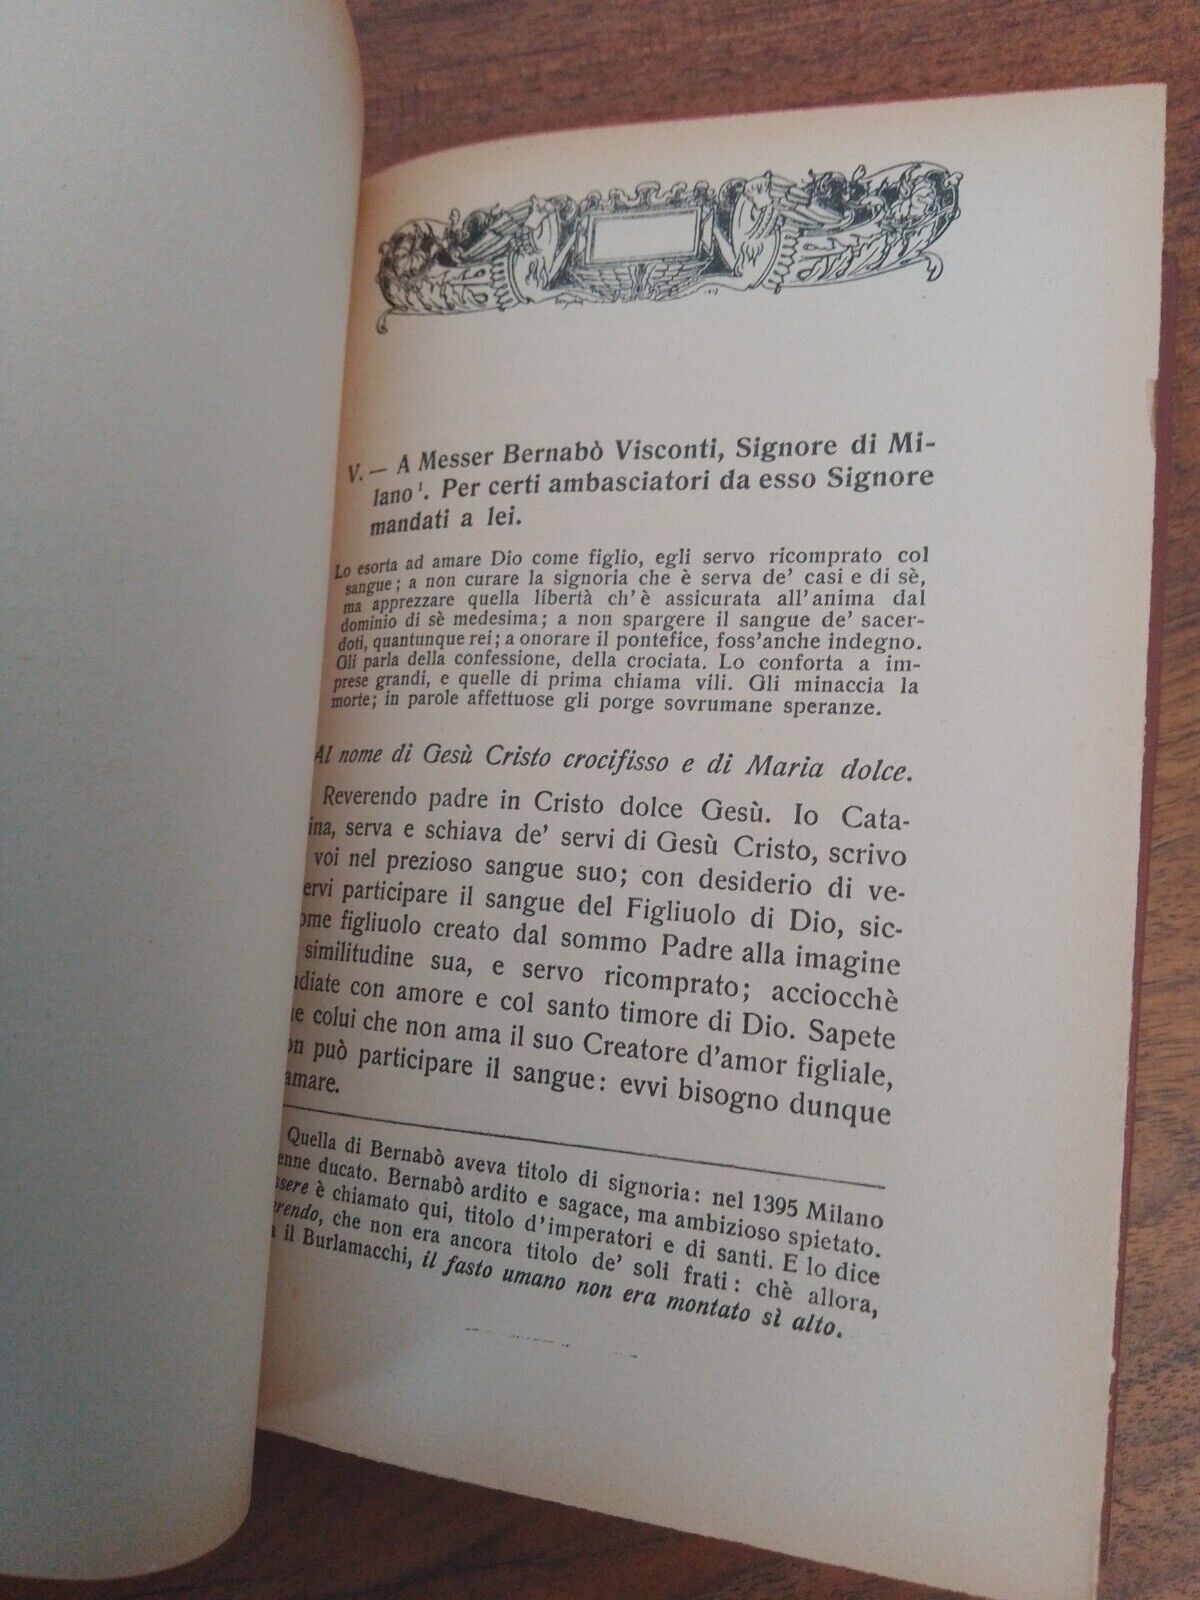 V. — A Messer Bernabò Visconti, Signore di Mi-
lano¹. Per certi ambasciatori da esso Signore
mandati a lei.
Lo esorta ad amare Dio come figlio, egli servo ricomprato col
sangue; a non curare la signoria che è serva de' casi e di sè,
ma apprezzare quella libertà ch'è assicurata all'anima dal
dominio di sè medesima; a non spargere il sangue de' sacer-
doti, quantunque rei; a onorare il pontefice, foss'anche indegno.
Gli parla della confessione, della crociata. Lo conforta a im-
prese grandi, e quelle di prima chiama vili. Gli minaccia la
morte; in parole affettuose gli porge sovrumane speranze.
Al nome di Gesù Cristo crocifisso e di Maria dolce.
Reverendo padre in Cristo dolce Gesù. Io Cata-
ina, serva e schiava de' servi di Gesù Cristo, scrivo
voi nel prezioso sangue suo; con desiderio di ve-
ervi participare il sangue del Figliuolo di Dio, sic-
ome figliuolo creato dal sommo Padre alla imagine
similitudine sua, e servo ricomprato; acciocchè
diate con amore e col santo timore di Dio. Sapete
e colui che non ama il suo Creatore d'amor figliale,
on può participare il sangue: evvi bisogno dunque
amare.
Quella di Bernabò aveva titolo di signoria: nel 1395 Milano
enne ducato. Bernabò ardito e sagace, ma ambizioso spietato.
ssere è chiamato qui, titolo d'imperatori e di santi. E lo dice
erendo, che non era ancora titolo de' soli frati: chè allora,
il Burlamacchi, il fasto umano non era montato sì alto.